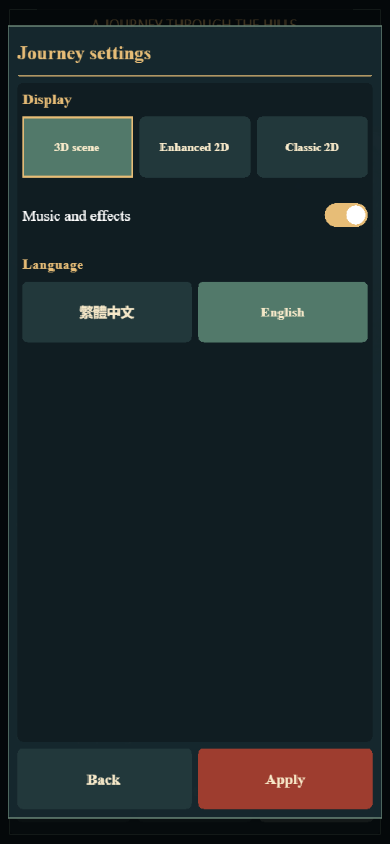 A JOURNEY THROUGH THE HILLS
Journey settings
Display
3D scene
Enhanced 2D
Classic 2D
Music and effects
Language
繁體中文
English
Back
Apply